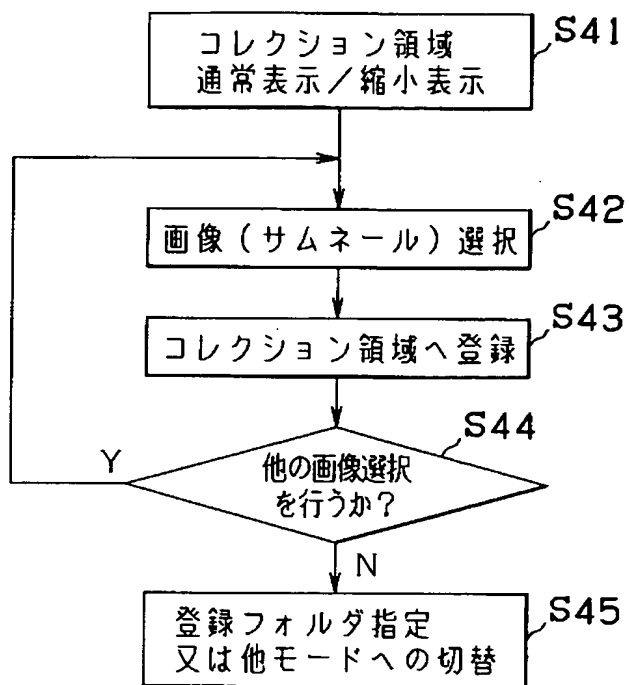 コレクション領域
通常表示/縮小表示
S41
画像(サムネール)選択
S42
コレクション領域へ登録
S43
他の画像選択
を行うか?
S44
Y
N
登録フォルダ指定
又は他モードへの切替
S45